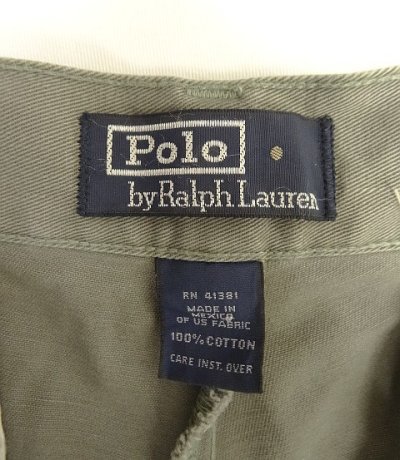 Polo
by Ralph Lauren
RN 41381
MADE IN
MEXICO
OF US FABRIC
100% COTTON
CARE INST. OVER